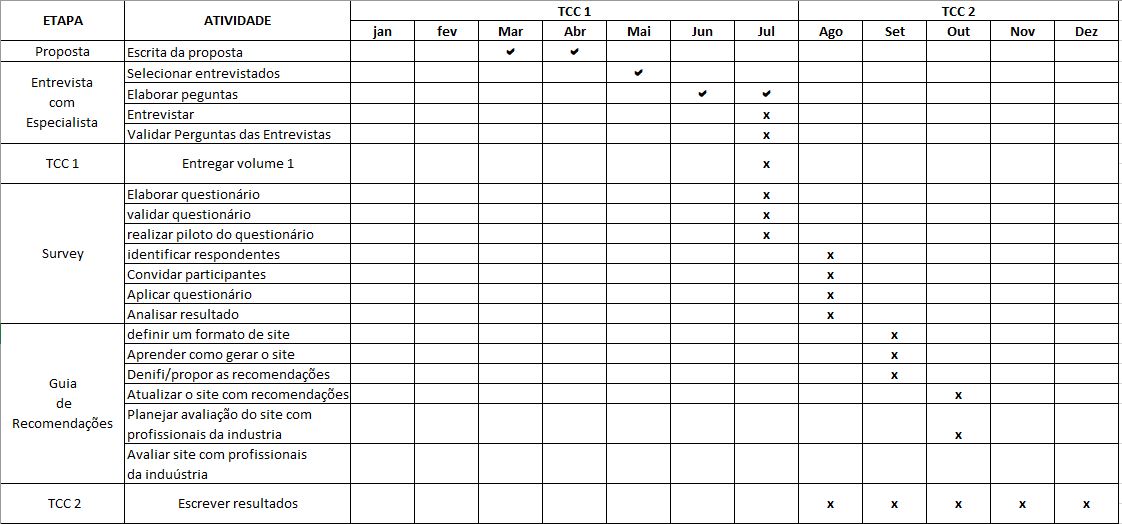 ETAPA ATIVIDADE TCC 1 TCC 2
jan fev Mar Abr Mai Jun Jul Ago Set Out Nov Dez
Proposta Escrita da proposta ✔ ✔
Entrevista
com
Especialista
Selecionar entrevistados ✔
Elaborar peguntas ✔ ✔
Entrevistar x
Validar Perguntas das Entrevistas x
TCC 1 Entregar volume 1 x
Survey
Elaborar questionário x
validar questionário x
realizar piloto do questionário x
identificar respondentes x
Convidar participantes x
Aplicar questionário x
Analisar resultado x
Guia
de
Recomendações
definir um formato de site x
Aprender como gerar o site x
Denifi/propor as recomendações x
Atualizar o site com recomendações x
Planejar avaliação do site com
profissionais da industria x
Avaliar site com profissionais
da induústria
TCC 2 Escrever resultados x x x x x